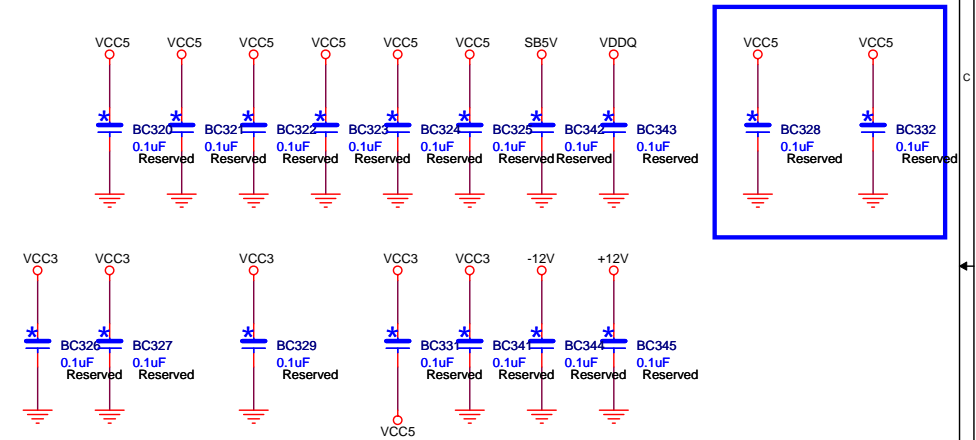 VCC5 VCC5 VCC5 VCC5 VCC5 VCC5 SB5V VDDQ VCC5 VCC5
C
* * * * * * * * * *
BC320 BC321 BC322 BC323 BC324 BC325 BC342 BC343 BC328 BC332
0.1uF 0.1uF 0.1uF 0.1uF 0.1uF 0.1uF 0.1uF 0.1uF 0.1uF 0.1uF
Reserved Reserved Reserved Reserved Reserved Reserved Reserved Reserved Reserved Reserved
VCC3 VCC3 VCC3 VCC3 VCC3 -12V +12V
* * * * * * *
BC326 BC327 BC329 BC331 BC341 BC344 BC345
0.1uF 0.1uF 0.1uF 0.1uF 0.1uF 0.1uF 0.1uF
Reserved Reserved Reserved Reserved Reserved Reserved Reserved
VCC5